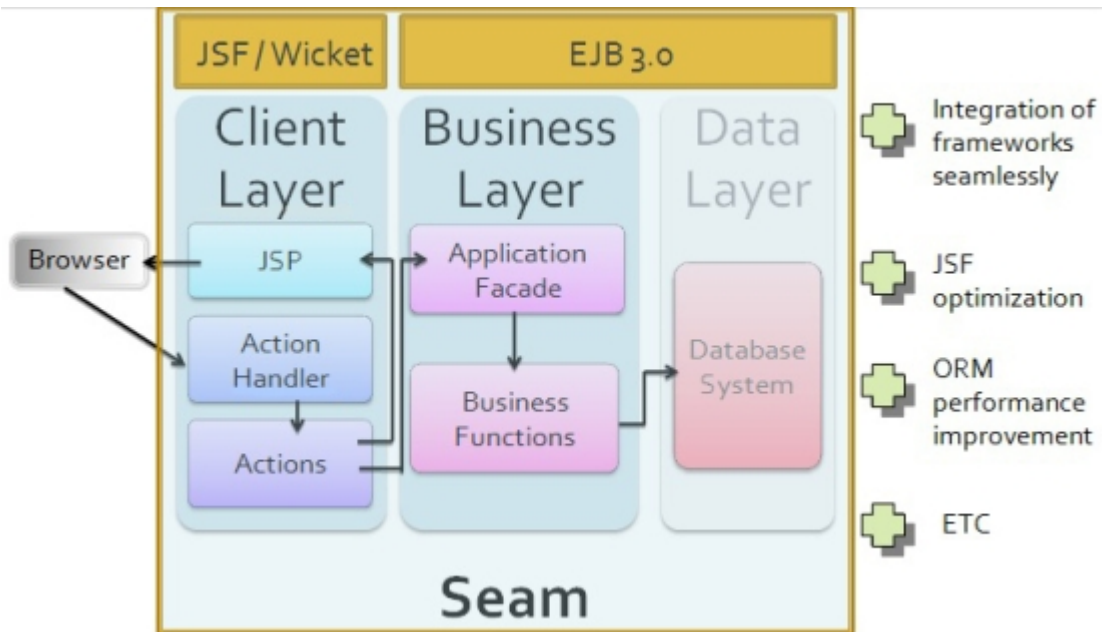 JSF / Wicket
EJB 3.0
Client
Layer
Business
Layer
Data
Layer
Browser
JSP
Action
Handler
Actions
Application
Facade
Business
Functions
Database
System
Seam
Integration of
frameworks
seamlessly
JSF
optimization
ORM
performance
improvement
ETC